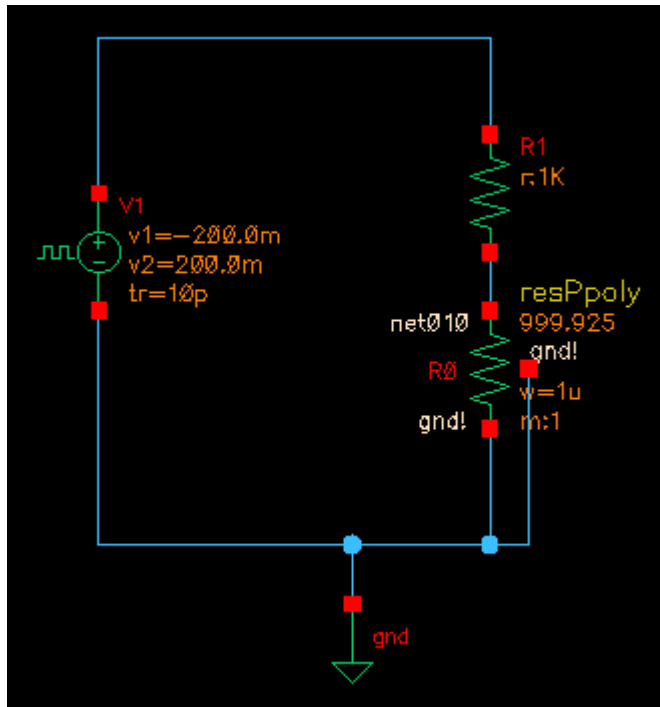 R1
r:1K
V1
v1=-200.0m
v2=200.0m
tr=10p
resPpoly
net010
999.925
gnd!
R0
w=1u
gnd!
m:1
gnd